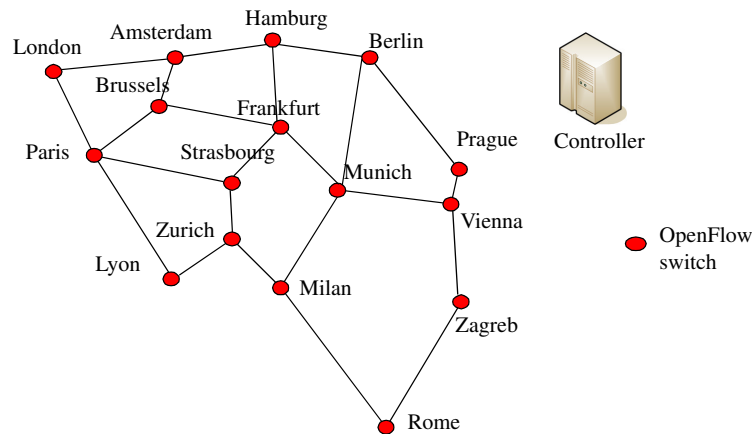 Hamburg
Amsterdam
London
Berlin
Brussels
Frankfurt
Controller
Prague
Paris
Strasbourg
Munich
Vienna
Zurich
OpenFlow
switch
Lyon
Milan
Zagreb
Rome